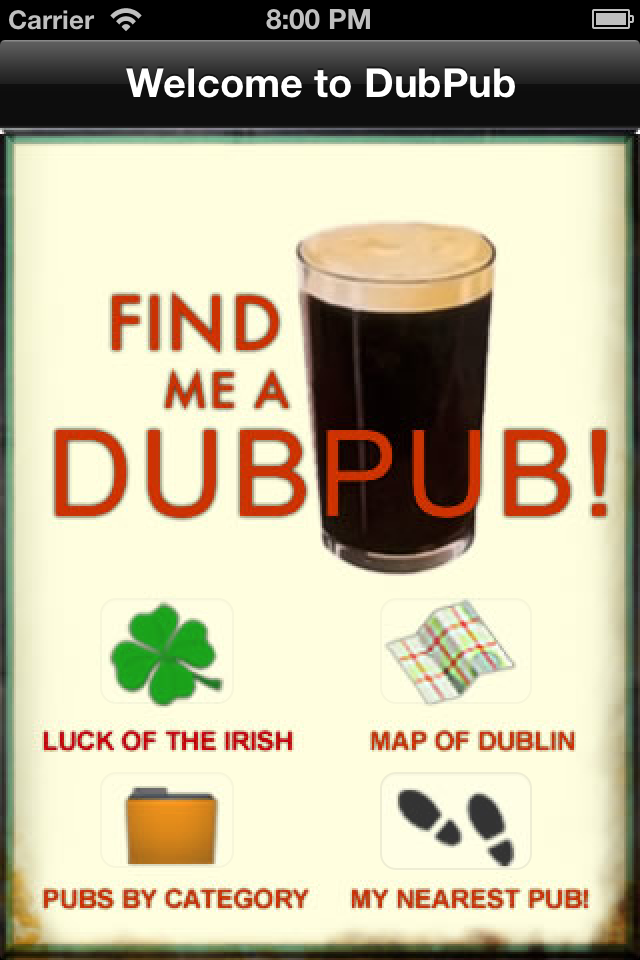 Carrier 8:00 PM
Welcome to DubPub
FIND
ME A
DUBPUB!
LUCK OF THE IRISH
MAP OF DUBLIN
PUBS BY CATEGORY
MY NEAREST PUB!